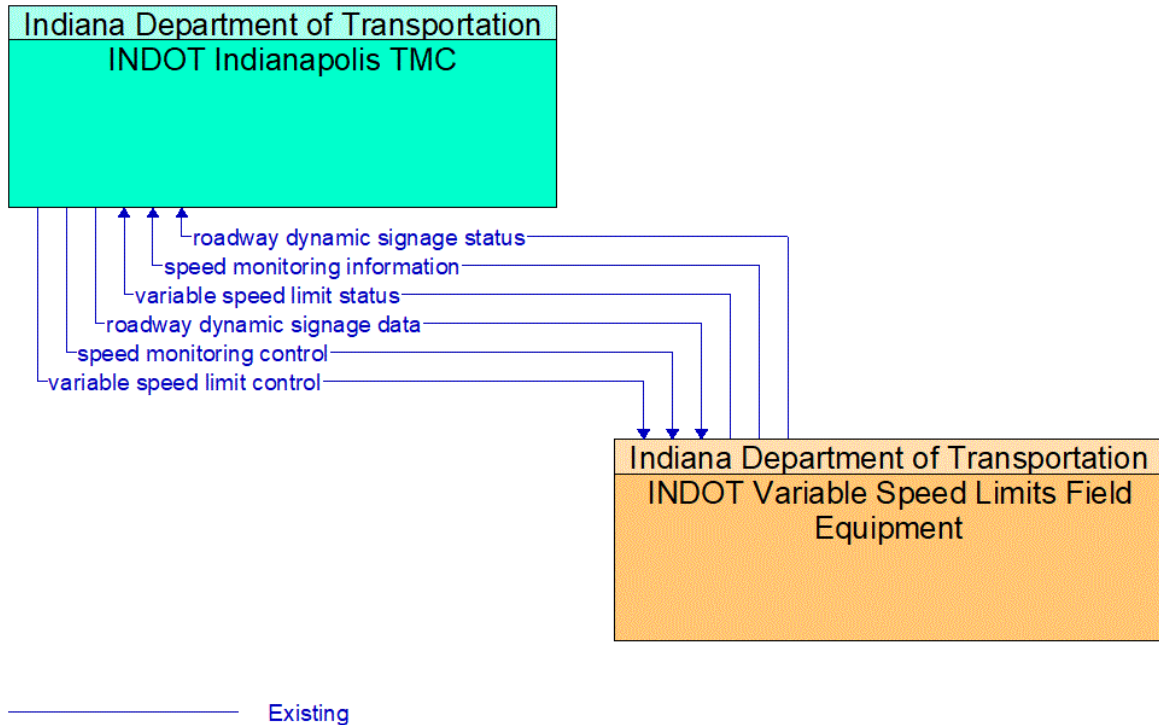 Indiana Department of Transportation
INDOT Indianapolis TMC
roadway dynamic signage status
speed monitoring information
variable speed limit status
roadway dynamic signage data
speed monitoring control
variable speed limit control
Indiana Department of Transportation
INDOT Variable Speed Limits Field
Equipment
Existing